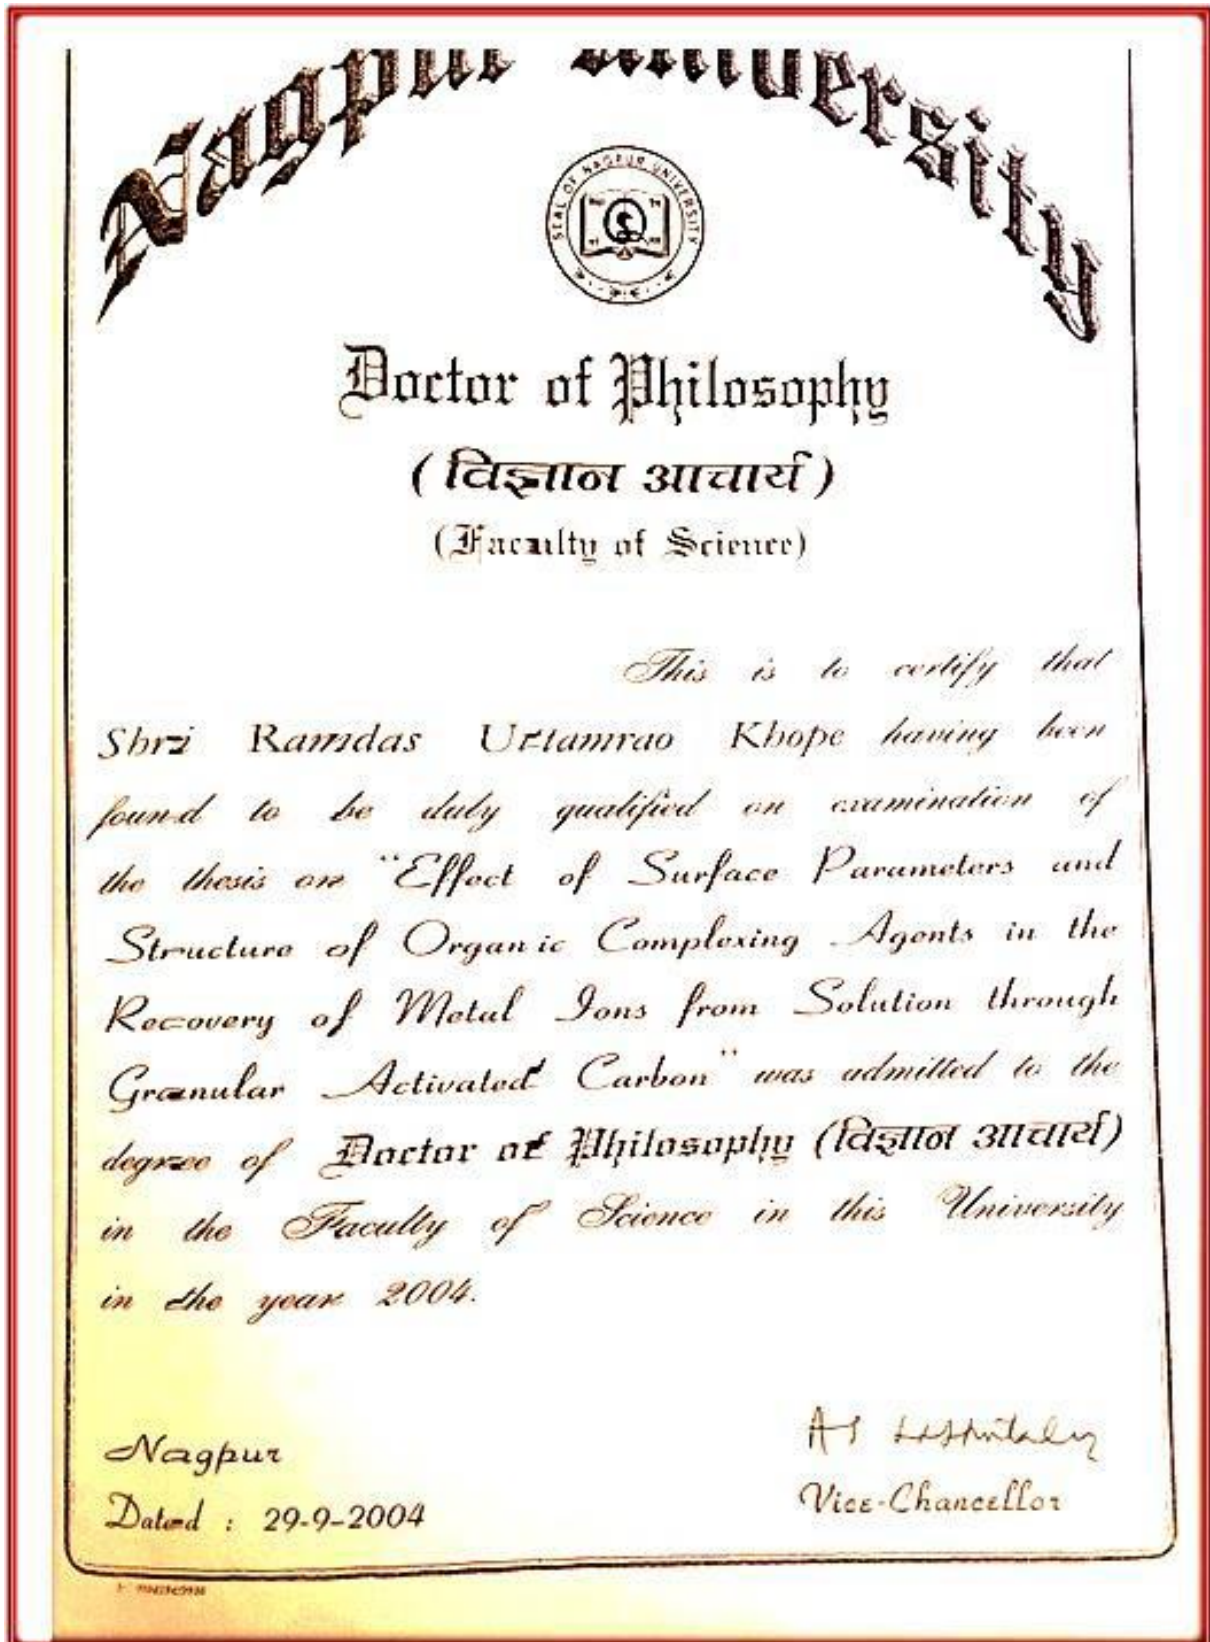 Nagpur University
SEAL OF NAGPUR UNIVERSITY
Doctor of Philosophy
(विज्ञान आचार्य)
(Faculty of Science)
This is to certify that
Shri Ramdas Uttamrao Khope having been
found to be duly qualified on examination of
the thesis on "Effect of Surface Parameters and
Structure of Organic Complexing Agents in the
Recovery of Metal Ions from Solution through
Granular Activated Carbon" was admitted to the
degree of Doctor of Philosophy (विज्ञान आचार्य)
in the Faculty of Science in this University
in the year 2004.
Nagpur
Dated : 29-9-2004
Vice-Chancellor